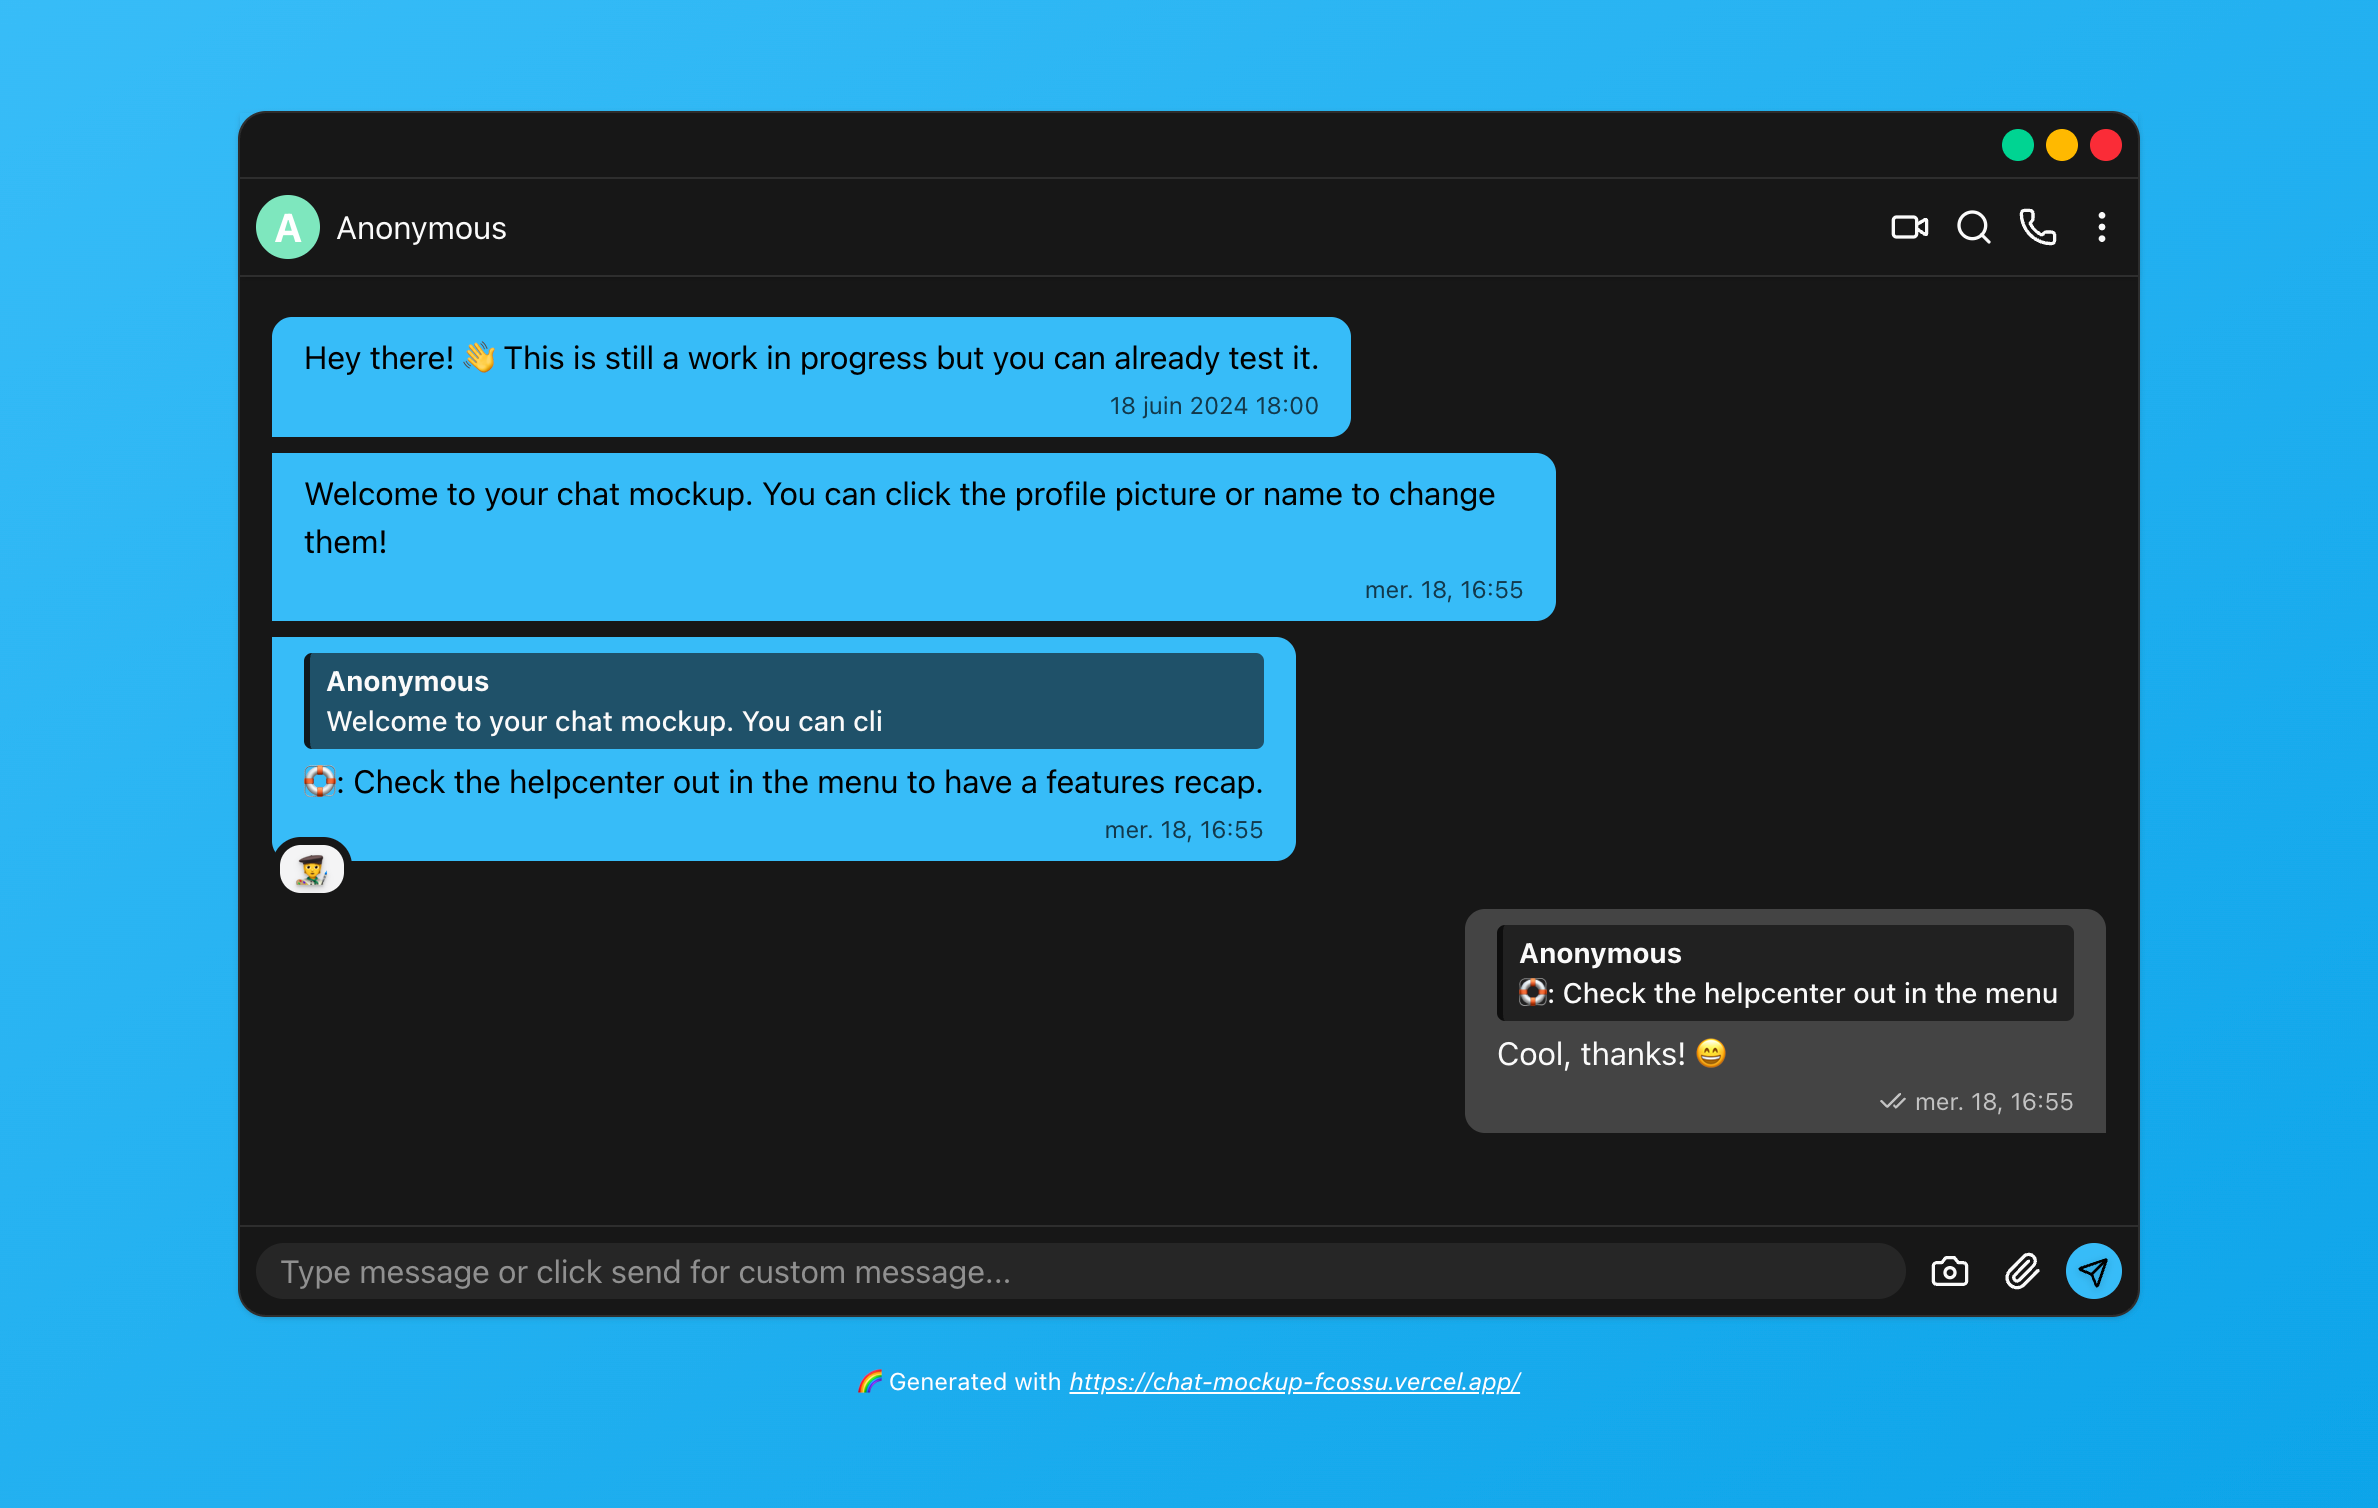 A
Anonymous
Hey there! 👋 This is still a work in progress but you can already test it.
18 juin 2024 18:00
Welcome to your chat mockup. You can click the profile picture or name to change
them!
mer. 18, 16:55
Anonymous
Welcome to your chat mockup. You can cli
🛟: Check the helpcenter out in the menu to have a features recap.
mer. 18, 16:55
Anonymous
🛟: Check the helpcenter out in the menu
Cool, thanks! 😄
mer. 18, 16:55
Type message or click send for custom message...
🌈 Generated with https://chat-mockup-fcossu.vercel.app/